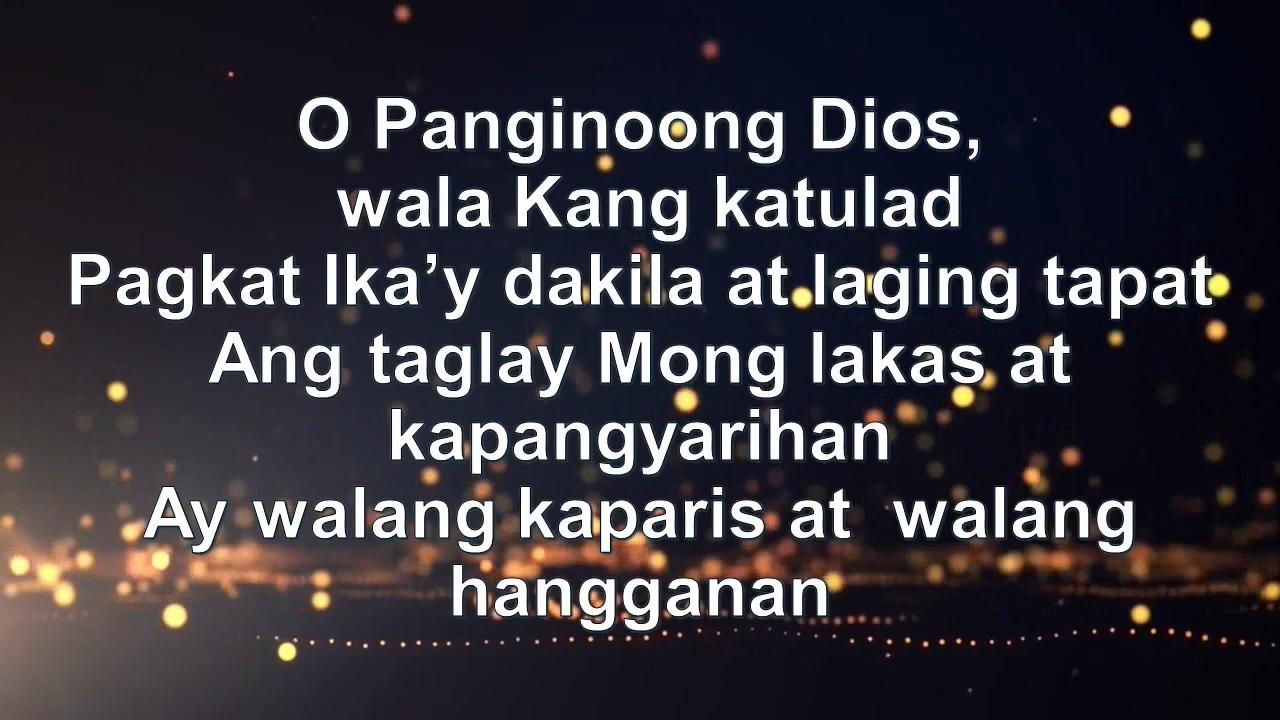 O Panginoong Dios,
wala Kang katulad
Pagkat Ika’y dakila at laging tapat
Ang taglay Mong lakas at
kapangyarihan
Ay walang kaparis at  walang
hangganan